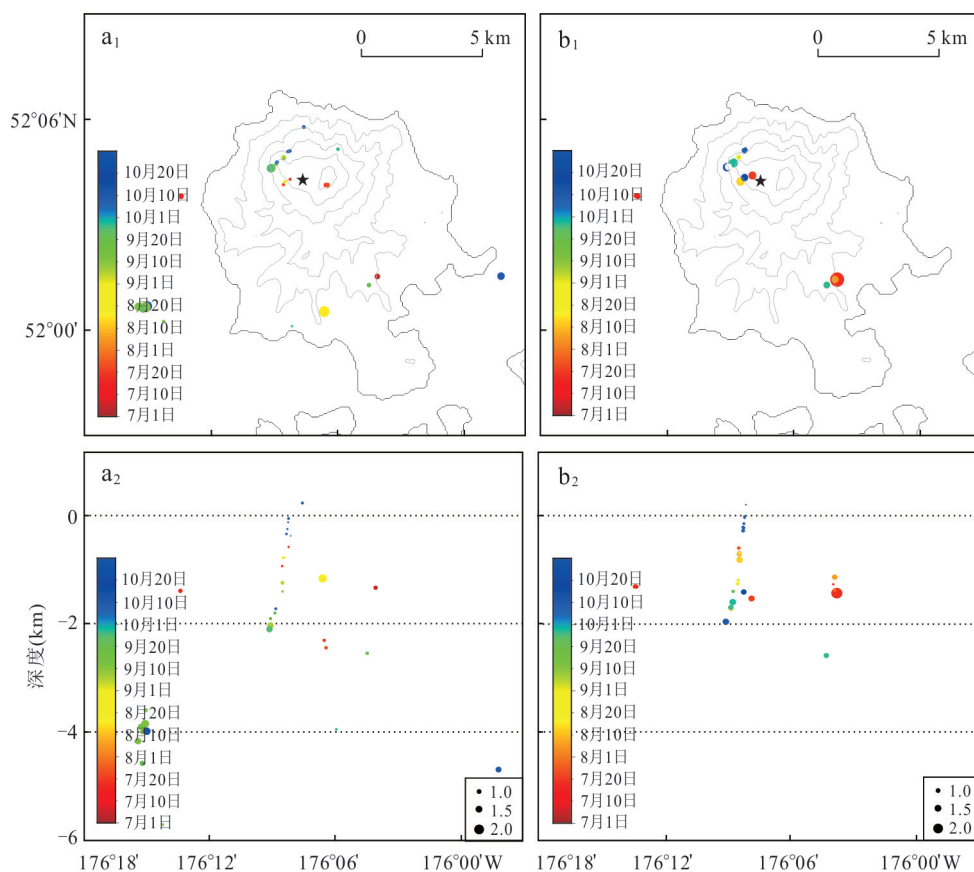 a1
0 5 km
b1
0 5 km
52°06′N
10月20日
10月10日
10月1日
9月20日
9月10日
9月1日
8月20日
8月10日
8月1日
7月20日
7月10日
7月1日
52°00′
10月20日
10月10日
10月1日
9月20日
9月10日
9月1日
8月20日
8月10日
8月1日
7月20日
7月10日
7月1日
a2
b2
0
−2
−4
−6
深度(km)
10月20日
10月10日
10月1日
9月20日
9月10日
9月1日
8月20日
8月10日
8月1日
7月20日
7月10日
7月1日
1.0
1.5
2.0
10月20日
10月10日
10月1日
9月20日
9月10日
9月1日
8月20日
8月10日
8月1日
7月20日
7月10日
7月1日
1.0
1.5
2.0
176°18′ 176°12′ 176°06′ 176°00′W
176°18′ 176°12′ 176°06′ 176°00′W